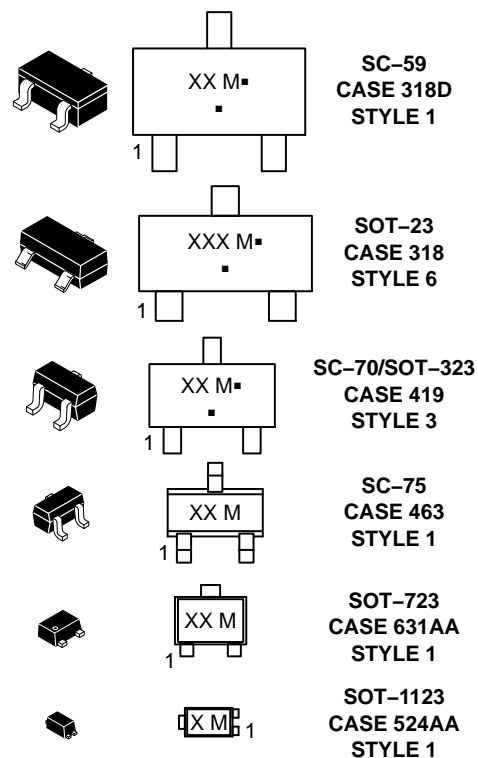 XX M▪
▪
1
SC–59
CASE 318D
STYLE 1
XXX M▪
▪
1
SOT–23
CASE 318
STYLE 6
XX M▪
▪
1
SC–70/SOT–323
CASE 419
STYLE 3
XX M
1
SC–75
CASE 463
STYLE 1
XX M
1
SOT–723
CASE 631AA
STYLE 1
X M
1
SOT–1123
CASE 524AA
STYLE 1